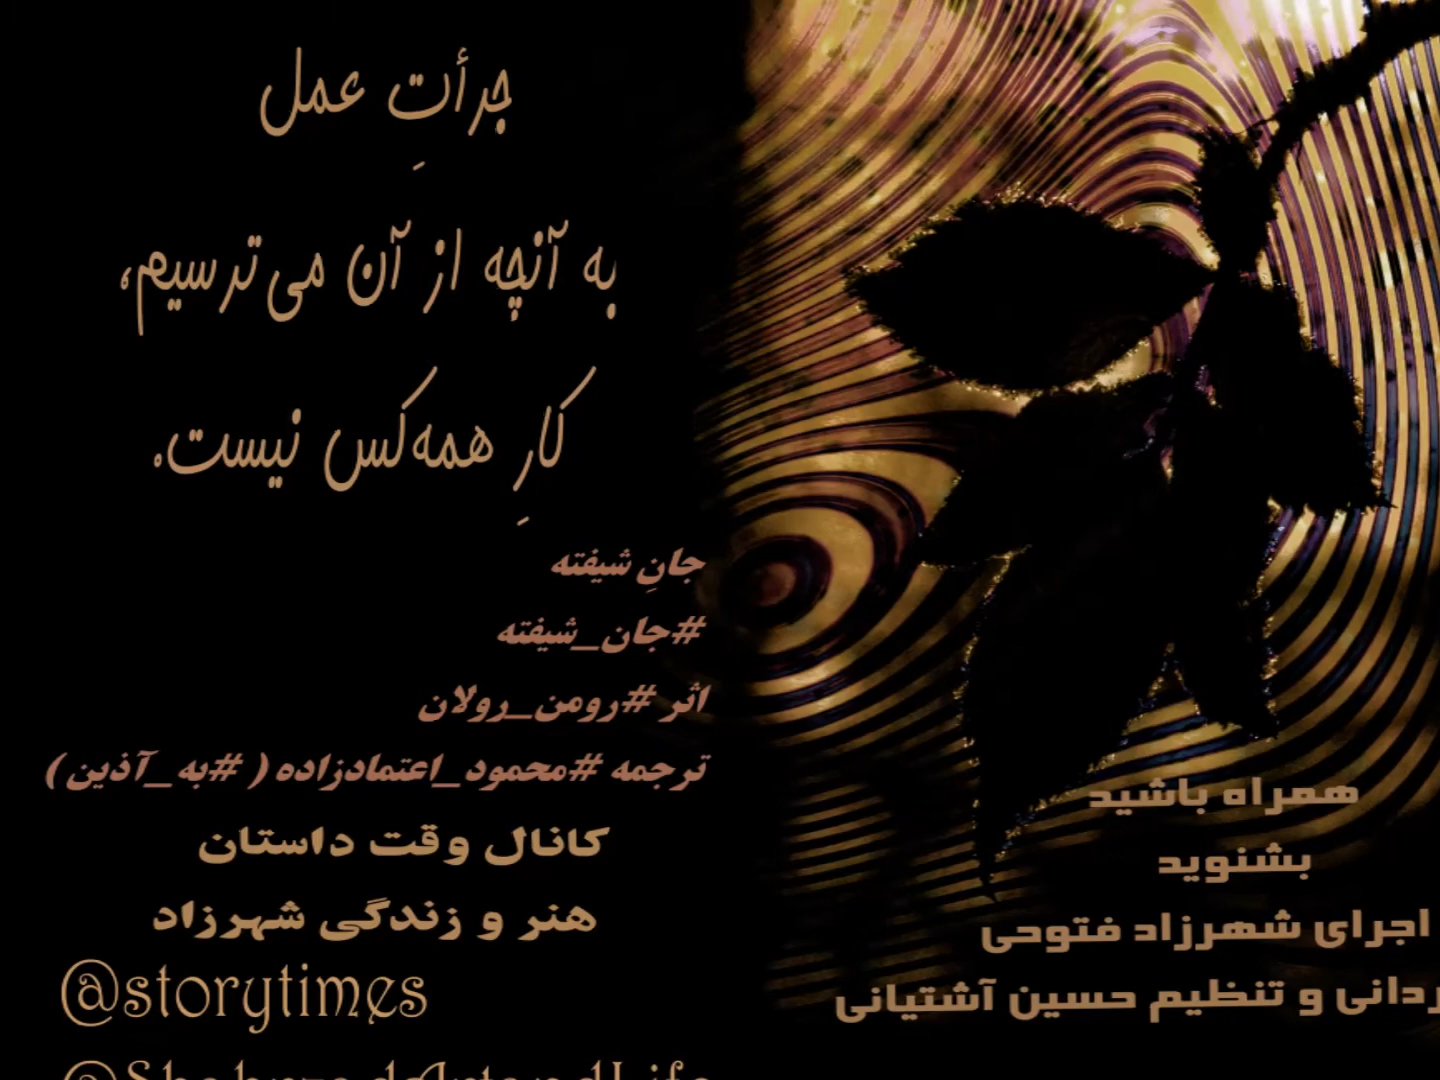 جرأتِ عمل
به آنچه از آن می‌ترسیم،
کارِ همه‌کس نیست.
جانِ شیفته
#جان_شیفته
اثر #رومن_رولان
ترجمه #محمود_اعتمادزاده ( #به_آذین )
کانال وقت داستان
هنر و زندگی شهرزاد
@storytimes
همراه باشید
بشنوید
اجرای شهرزاد فتوحی
و تنظیم حسین آشتیانی